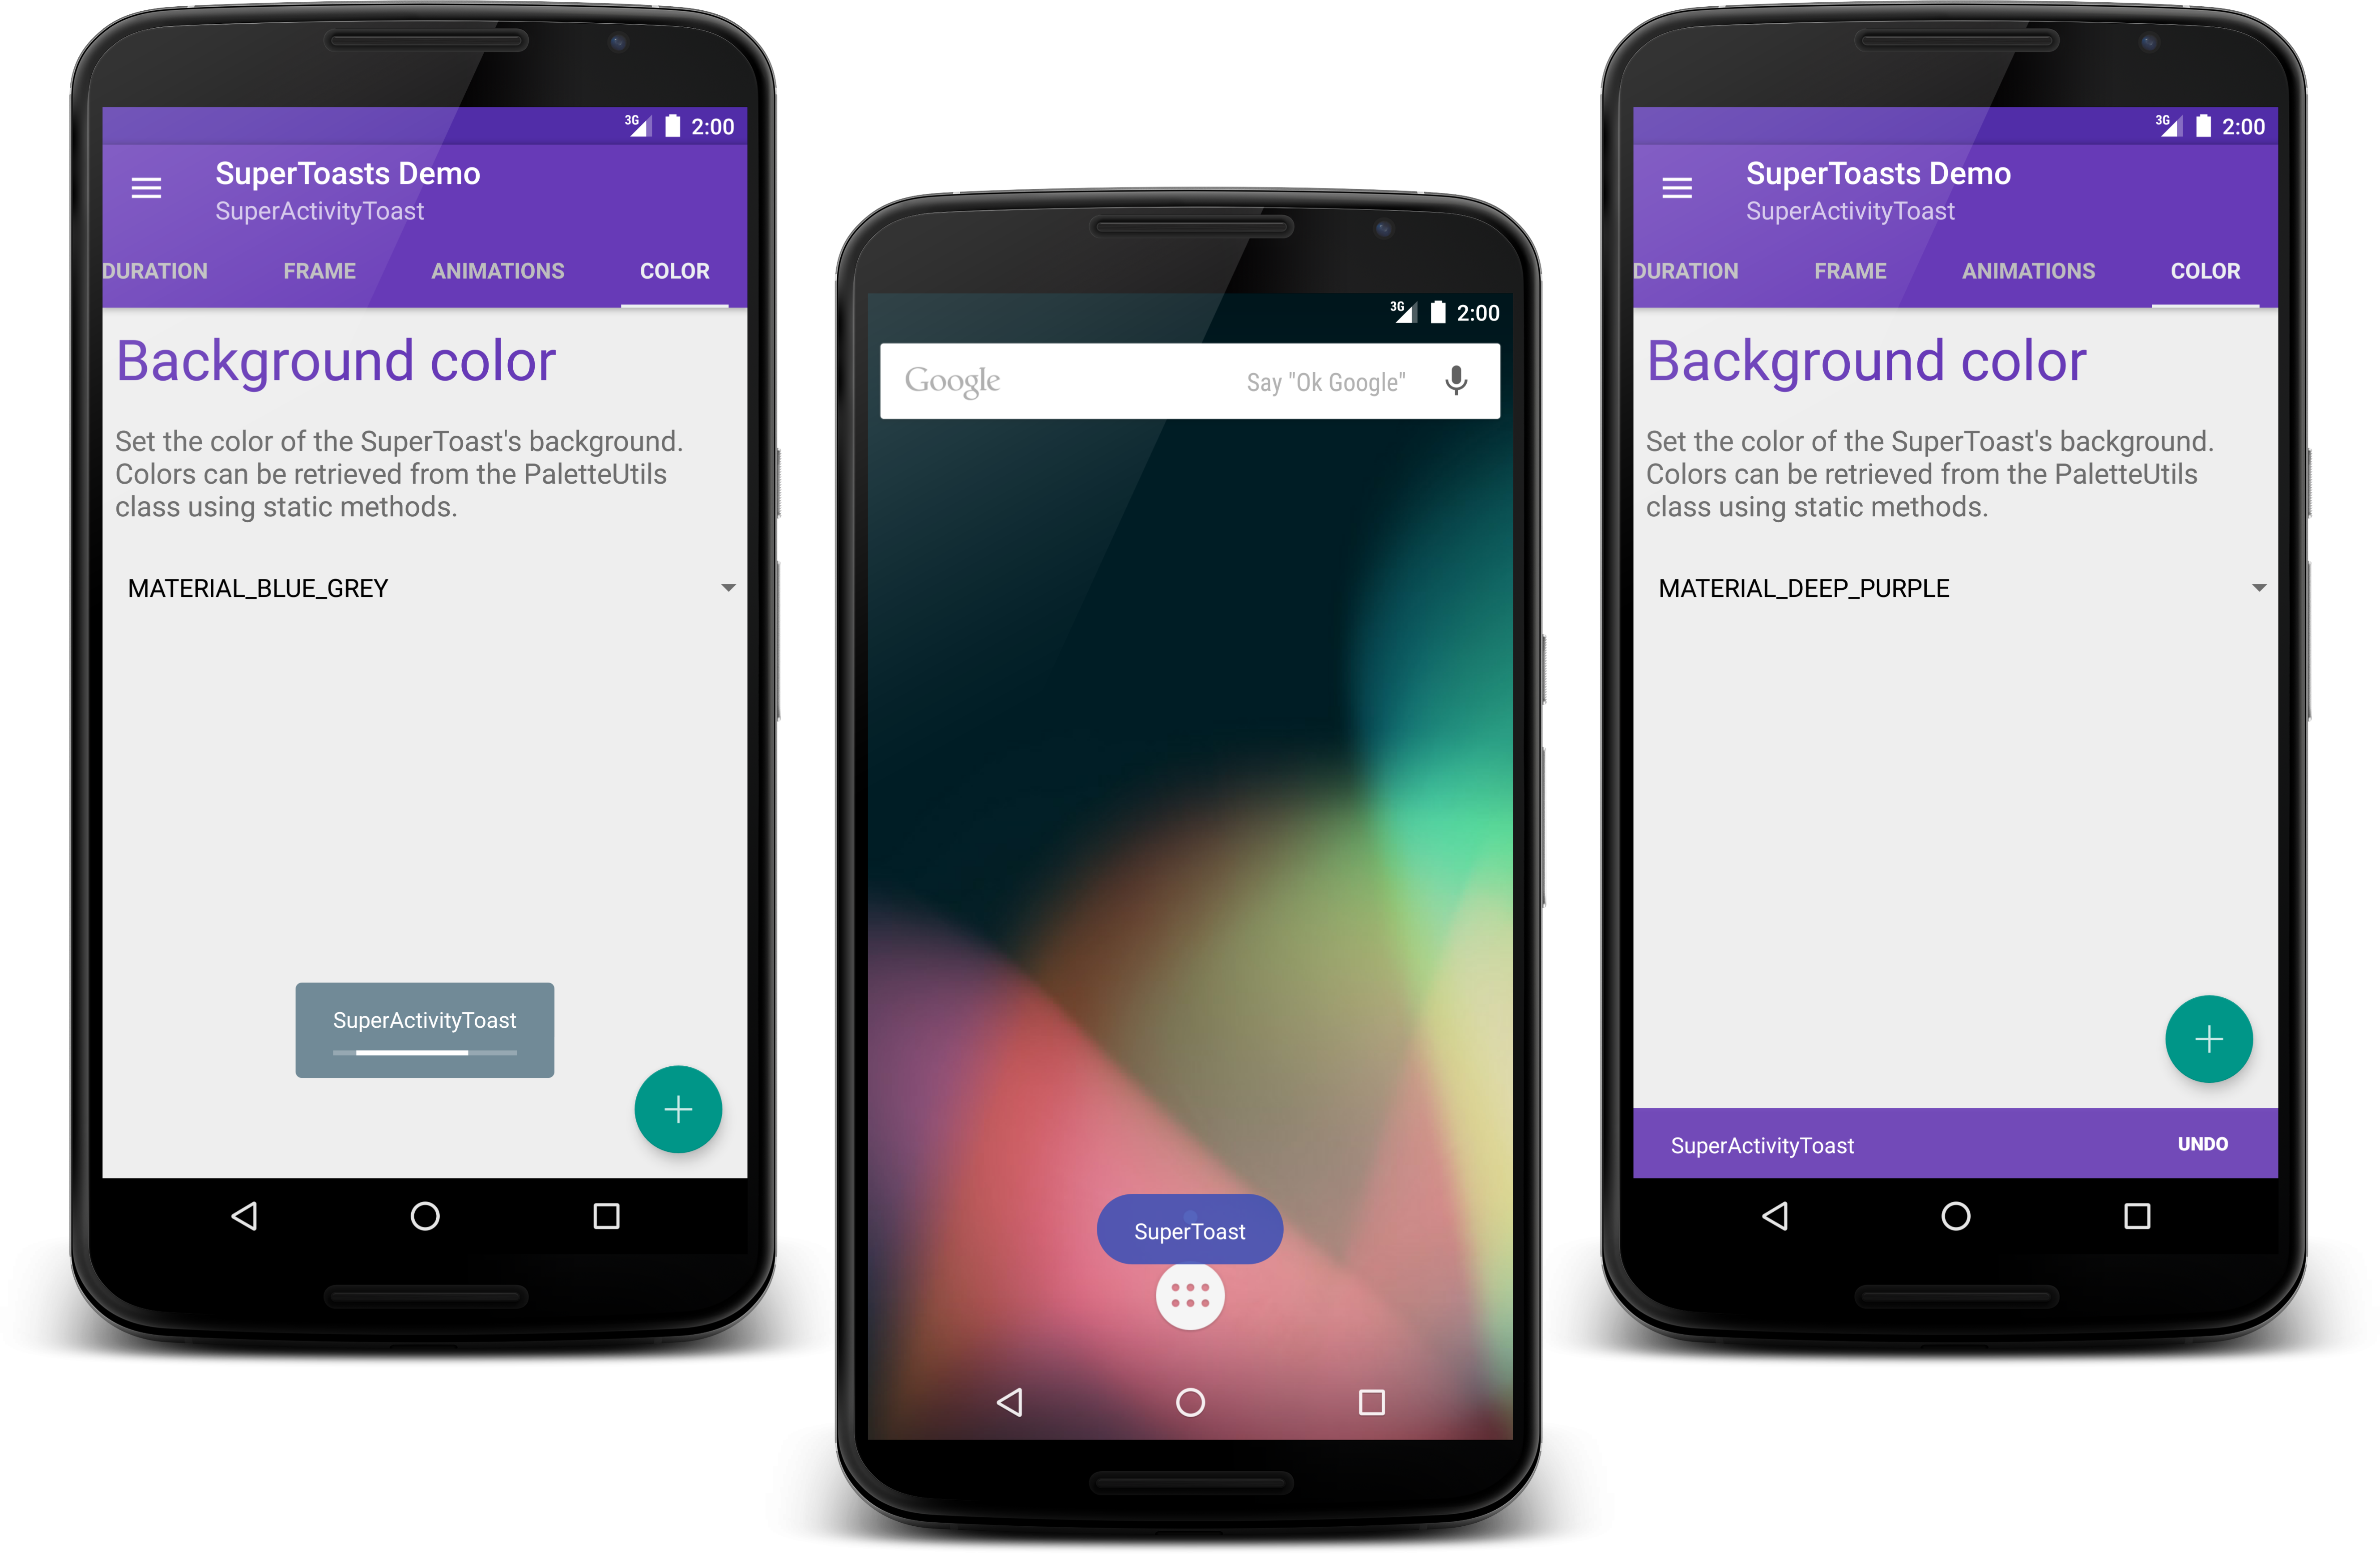 3G 2:00
SuperToasts Demo
SuperActivityToast
DURATION FRAME ANIMATIONS COLOR
Background color
Set the color of the SuperToast's background.
Colors can be retrieved from the PaletteUtils
class using static methods.
MATERIAL_BLUE_GREY
SuperActivityToast
3G 2:00
Google Say "Ok Google"
SuperToast
3G 2:00
SuperToasts Demo
SuperActivityToast
DURATION FRAME ANIMATIONS COLOR
Background color
Set the color of the SuperToast's background.
Colors can be retrieved from the PaletteUtils
class using static methods.
MATERIAL_DEEP_PURPLE
SuperActivityToast UNDO